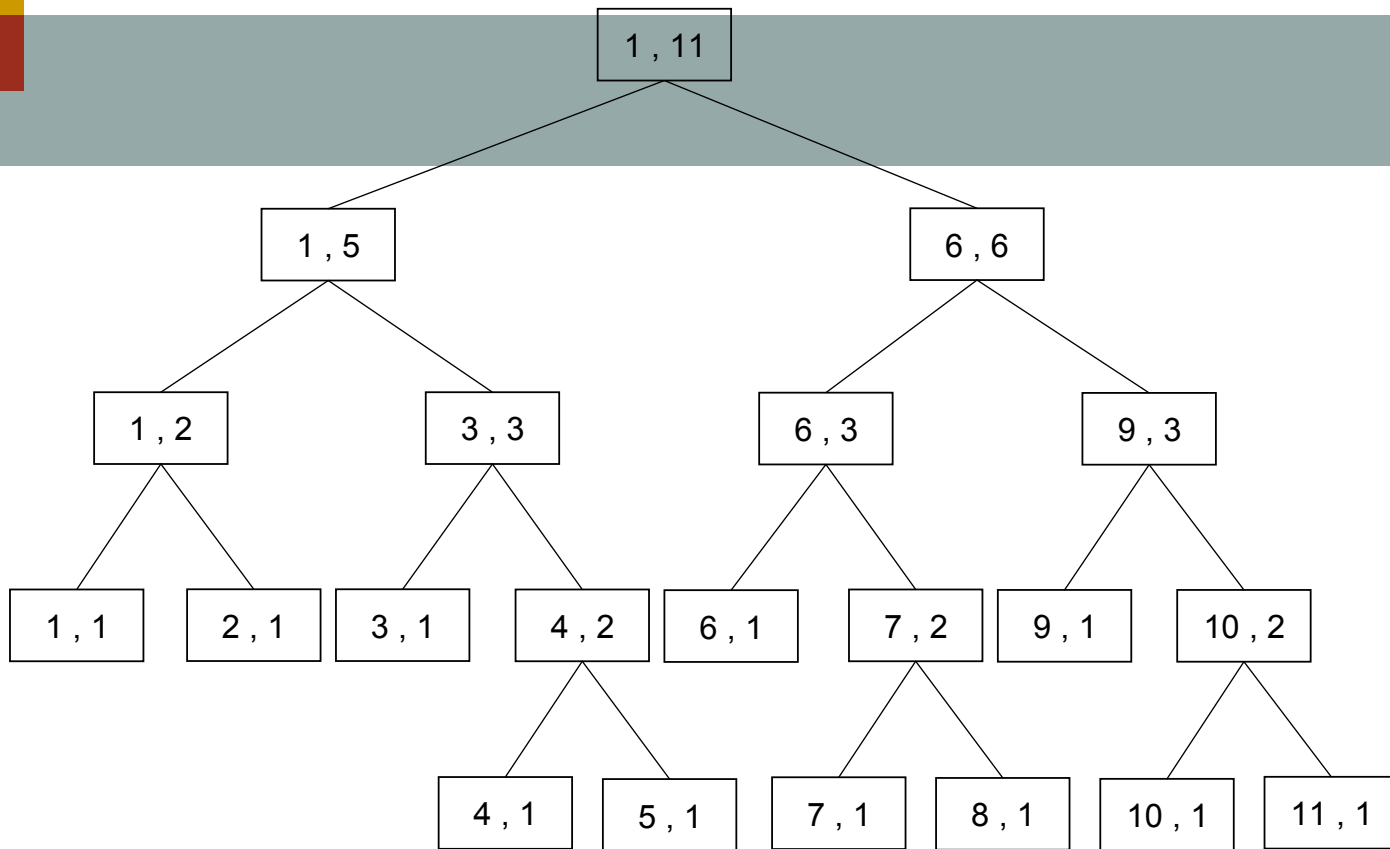 1 , 11
1 , 5
6 , 6
1 , 2
3 , 3
6 , 3
9 , 3
1 , 1
2 , 1
3 , 1
4 , 2
6 , 1
7 , 2
9 , 1
10 , 2
4 , 1
5 , 1
7 , 1
8 , 1
10 , 1
11 , 1